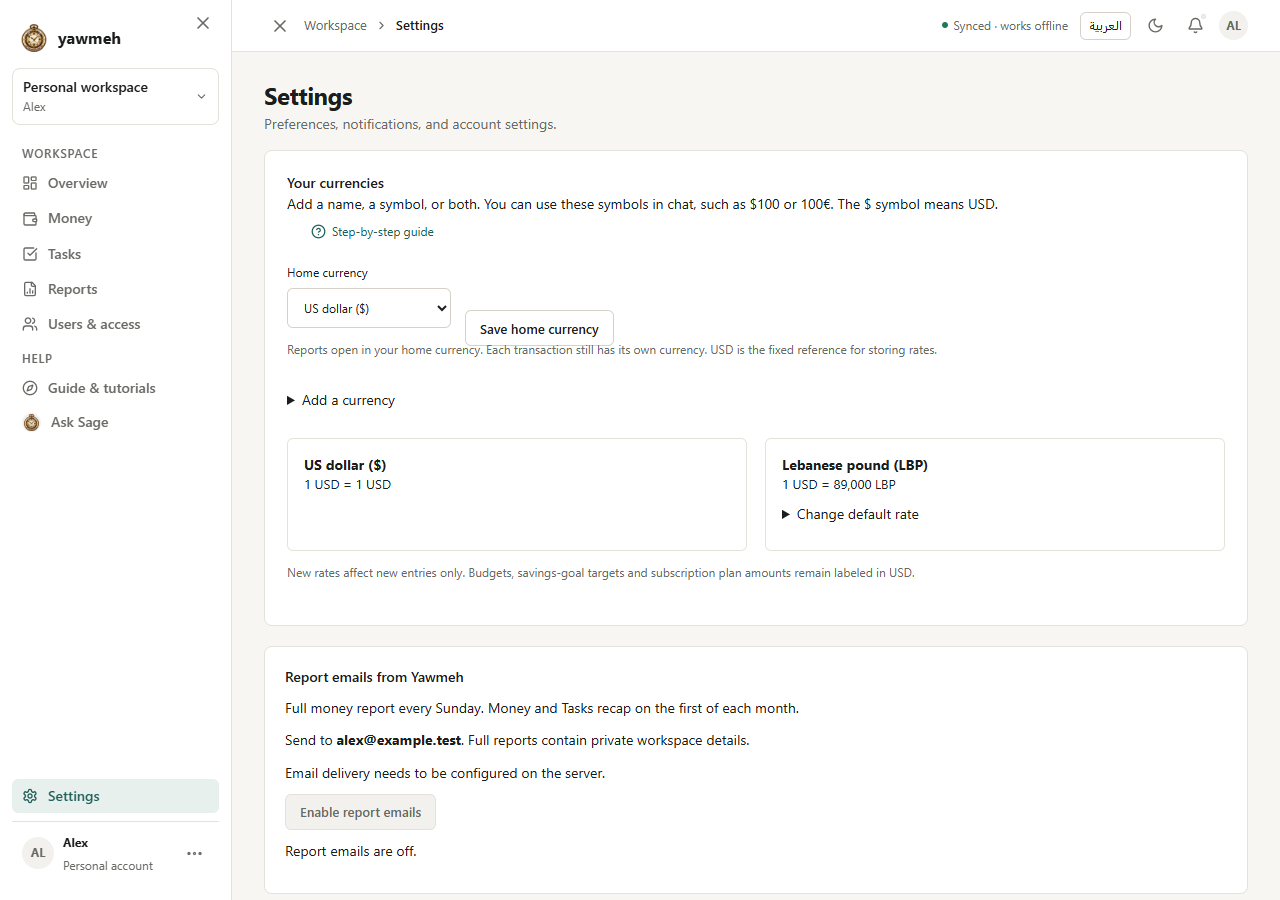 yawmeh
Personal workspace
Alex
WORKSPACE
Overview
Money
Tasks
Reports
Users & access
HELP
Guide & tutorials
Ask Sage
Settings
AL
Alex
Personal account
Workspace > Settings
Synced · works offline
العربية
AL
Settings
Preferences, notifications, and account settings.
Your currencies
Add a name, a symbol, or both. You can use these symbols in chat, such as $100 or 100€. The $ symbol means USD.
Step-by-step guide
Home currency
US dollar ($)
Save home currency
Reports open in your home currency. Each transaction still has its own currency. USD is the fixed reference for storing rates.
Add a currency
US dollar ($)
1 USD = 1 USD
Lebanese pound (LBP)
1 USD = 89,000 LBP
Change default rate
New rates affect new entries only. Budgets, savings-goal targets and subscription plan amounts remain labeled in USD.
Report emails from Yawmeh
Full money report every Sunday. Money and Tasks recap on the first of each month.
Send to alex@example.test. Full reports contain private workspace details.
Email delivery needs to be configured on the server.
Enable report emails
Report emails are off.